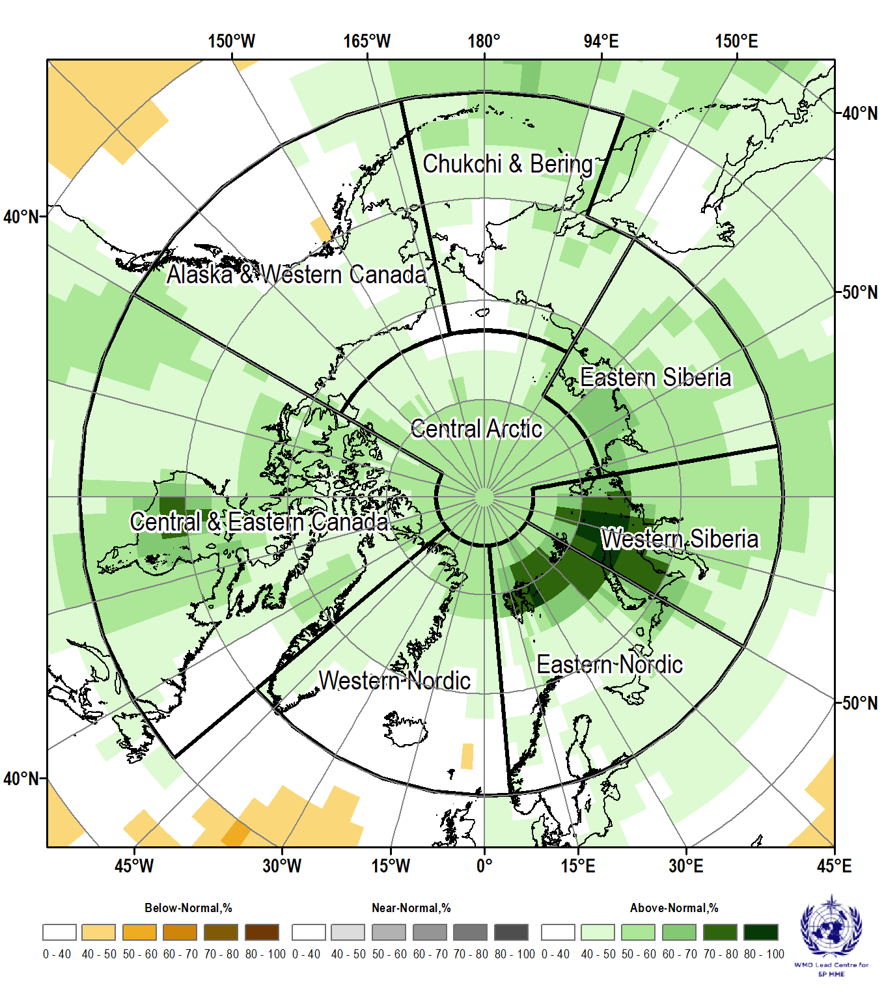 150°W 165°W 180° 94°E 150°E
40°N
Chukchi & Bering
40°N
Alaska & Western Canada
50°N
Eastern Siberia
Central Arctic
Central & Eastern Canada
Western Siberia
Eastern Nordic
Western Nordic
50°N
40°N
45°W 30°W 15°W 0° 15°E 30°E 45°E
Below-Normal,% Near-Normal,% Above-Normal,%
0 - 40 40 - 50 50 - 60 60 - 70 70 - 80 80 - 100 0 - 40 40 - 50 50 - 60 60 - 70 70 - 80 80 - 100 0 - 40 40 - 50 50 - 60 60 - 70 70 - 80 80 - 100
WMO Lead Centre for
SP MME